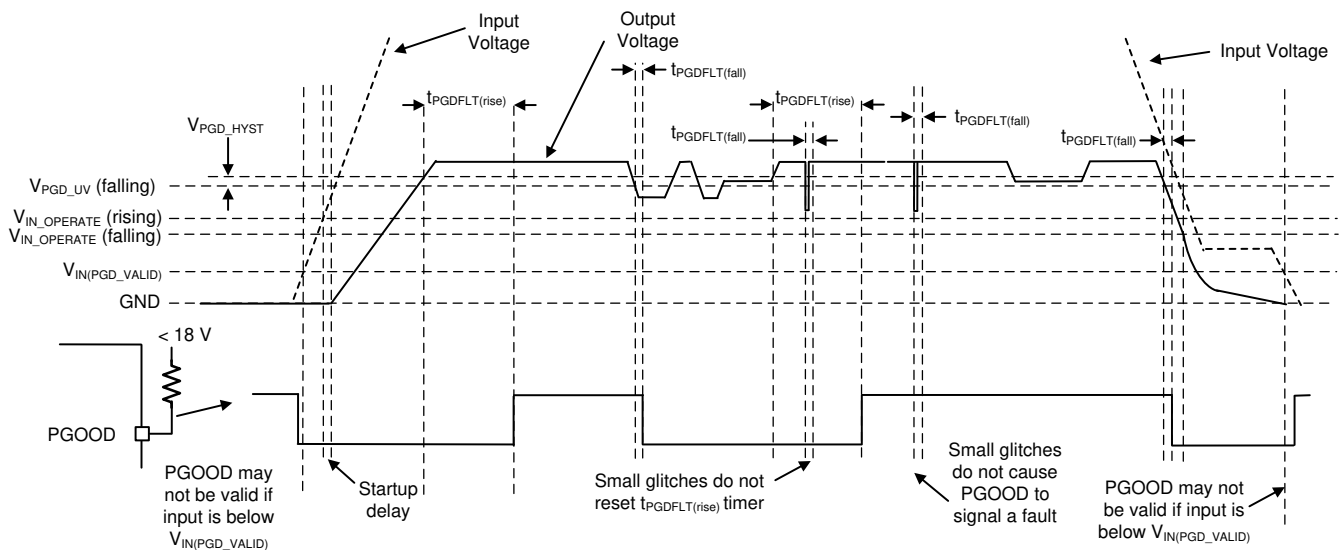 Input
Voltage
Output
Voltage
Input Voltage
tPGDFLT(fall)
tPGDFLT(rise)
tPGDFLT(rise)
tPGDFLT(fall)
tPGDFLT(fall)
tPGDFLT(fall)
VPGD_HYST
VPGD_UV (falling)
VIN_OPERATE (rising)
VIN_OPERATE (falling)
VIN(PGD_VALID)
GND
< 18 V
PGOOD
PGOOD may
not be valid if
input is below
VIN(PGD_VALID)
Startup
delay
Small glitches do not
reset tPGDFLT(rise) timer
Small glitches
do not cause
PGOOD to
signal a fault
PGOOD may not
be valid if input is
below VIN(PGD_VALID)